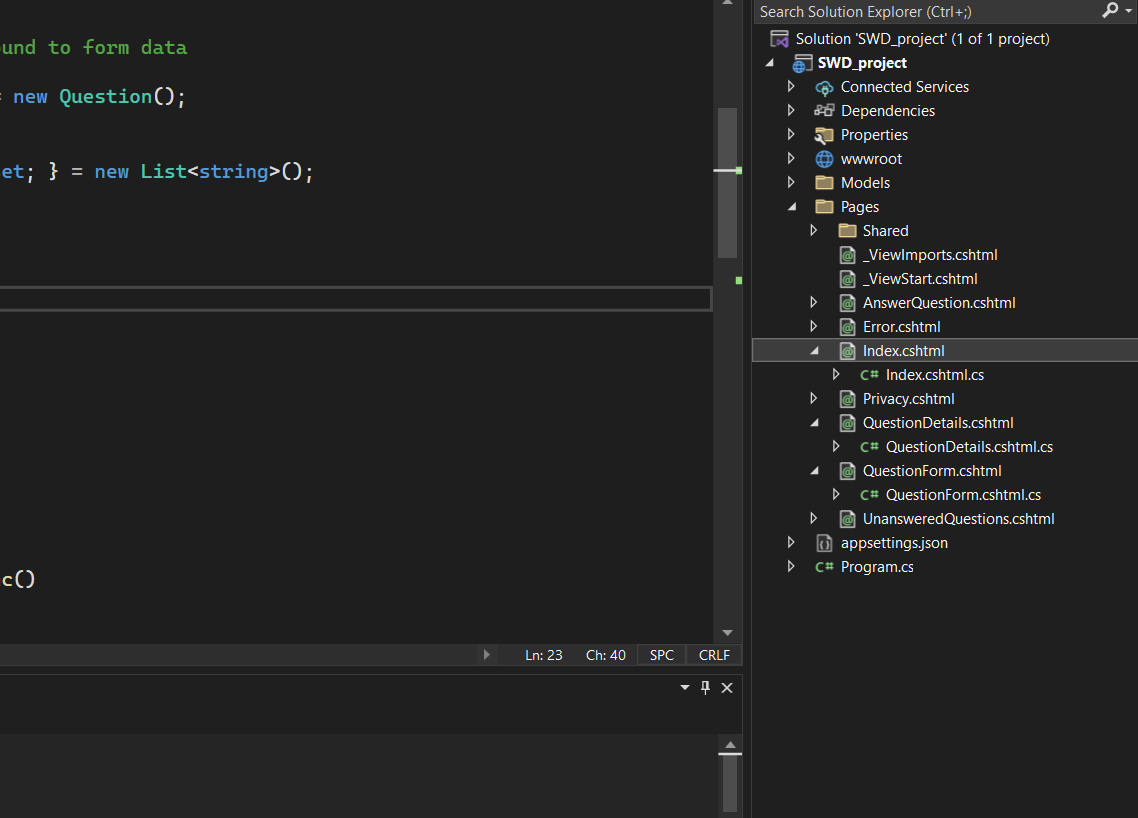 und to form data
= new Question();
et; } = new List<string>();
c()
Ln: 23 Ch: 40 SPC CRLF
Search Solution Explorer (Ctrl+;)
Solution 'SWD_project' (1 of 1 project)
SWD_project
Connected Services
Dependencies
Properties
wwwroot
Models
Pages
Shared
_ViewImports.cshtml
_ViewStart.cshtml
AnswerQuestion.cshtml
Error.cshtml
Index.cshtml
C# Index.cshtml.cs
Privacy.cshtml
QuestionDetails.cshtml
C# QuestionDetails.cshtml.cs
QuestionForm.cshtml
C# QuestionForm.cshtml.cs
UnansweredQuestions.cshtml
appsettings.json
C# Program.cs